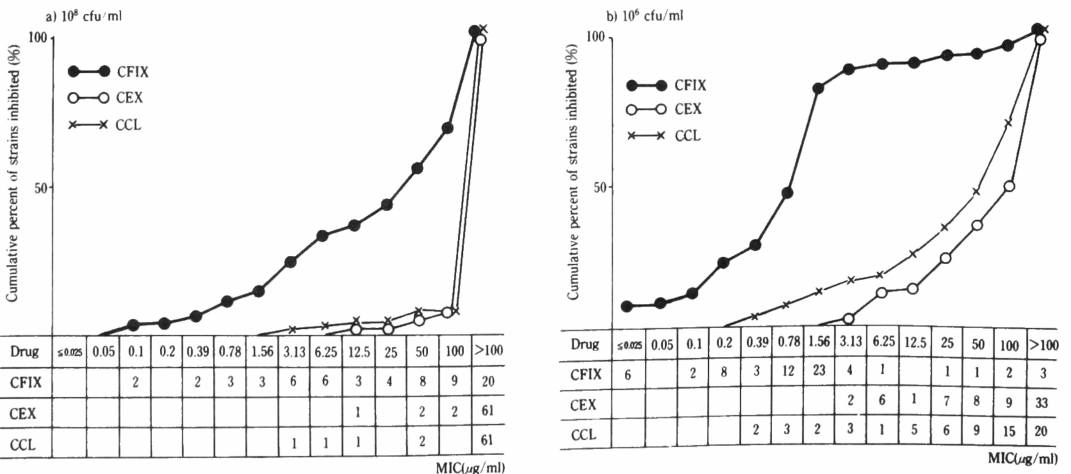 a) 10⁸ cfu/ml
Cumulative percent of strains inhibited (%)
100
50
CFIX
CEX
CCL
Drug ≤0.025 0.05 0.1 0.2 0.39 0.78 1.56 3.13 6.25 12.5 25 50 100 >100
CFIX 2 2 3 3 6 6 3 4 8 9 20
CEX 1 2 2 61
CCL 1 1 1 2 61
MIC(μg/ml)
b) 10⁶ cfu/ml
Cumulative percent of strains inhibited (%)
100
50
CFIX
CEX
CCL
Drug ≤0.025 0.05 0.1 0.2 0.39 0.78 1.56 3.13 6.25 12.5 25 50 100 >100
CFIX 6 2 8 3 12 23 4 1 1 1 2 3
CEX 2 6 1 7 8 9 33
CCL 2 3 2 3 1 5 6 9 15 20
MIC(μg/ml)